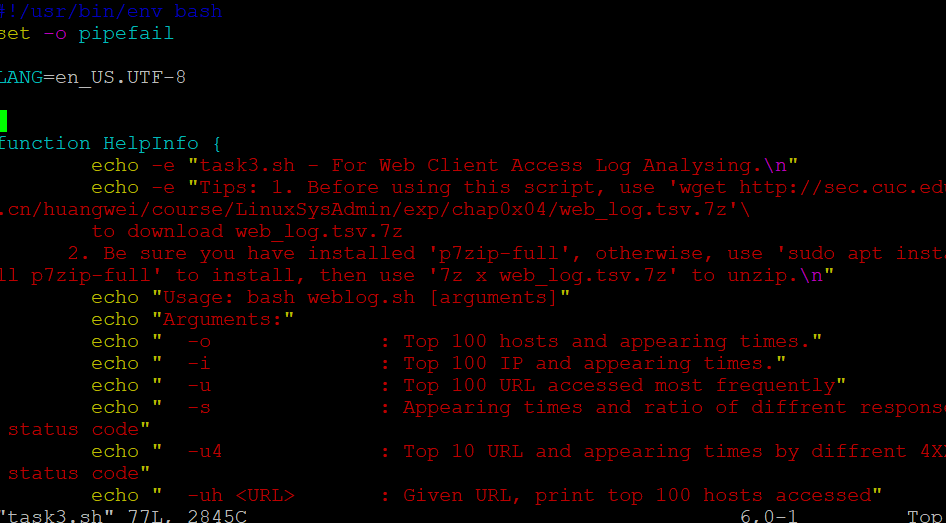 #!/usr/bin/env bash
set -o pipefail
LANG=en_US.UTF-8
function HelpInfo {
echo -e "task3.sh - For Web Client Access Log Analysing.\n"
echo -e "Tips: 1. Before using this script, use 'wget http://sec.cuc.edu
.cn/huangwei/course/LinuxSysAdmin/exp/chap0x04/web_log.tsv.7z'\
to download web_log.tsv.7z
2. Be sure you have installed 'p7zip-full', otherwise, use 'sudo apt insta
ll p7zip-full' to install, then use '7z x web_log.tsv.7z' to unzip.\n"
echo "Usage: bash weblog.sh [arguments]"
echo "Arguments:"
echo "  -o              : Top 100 hosts and appearing times."
echo "  -i              : Top 100 IP and appearing times."
echo "  -u              : Top 100 URL accessed most frequently"
echo "  -s              : Appearing times and ratio of diffrent response
status code"
echo "  -u4             : Top 10 URL and appearing times by diffrent 4XX
status code"
echo "  -uh <URL>       : Given URL, print top 100 hosts accessed"
"task3.sh" 77L, 2845C 6,0-1 Top